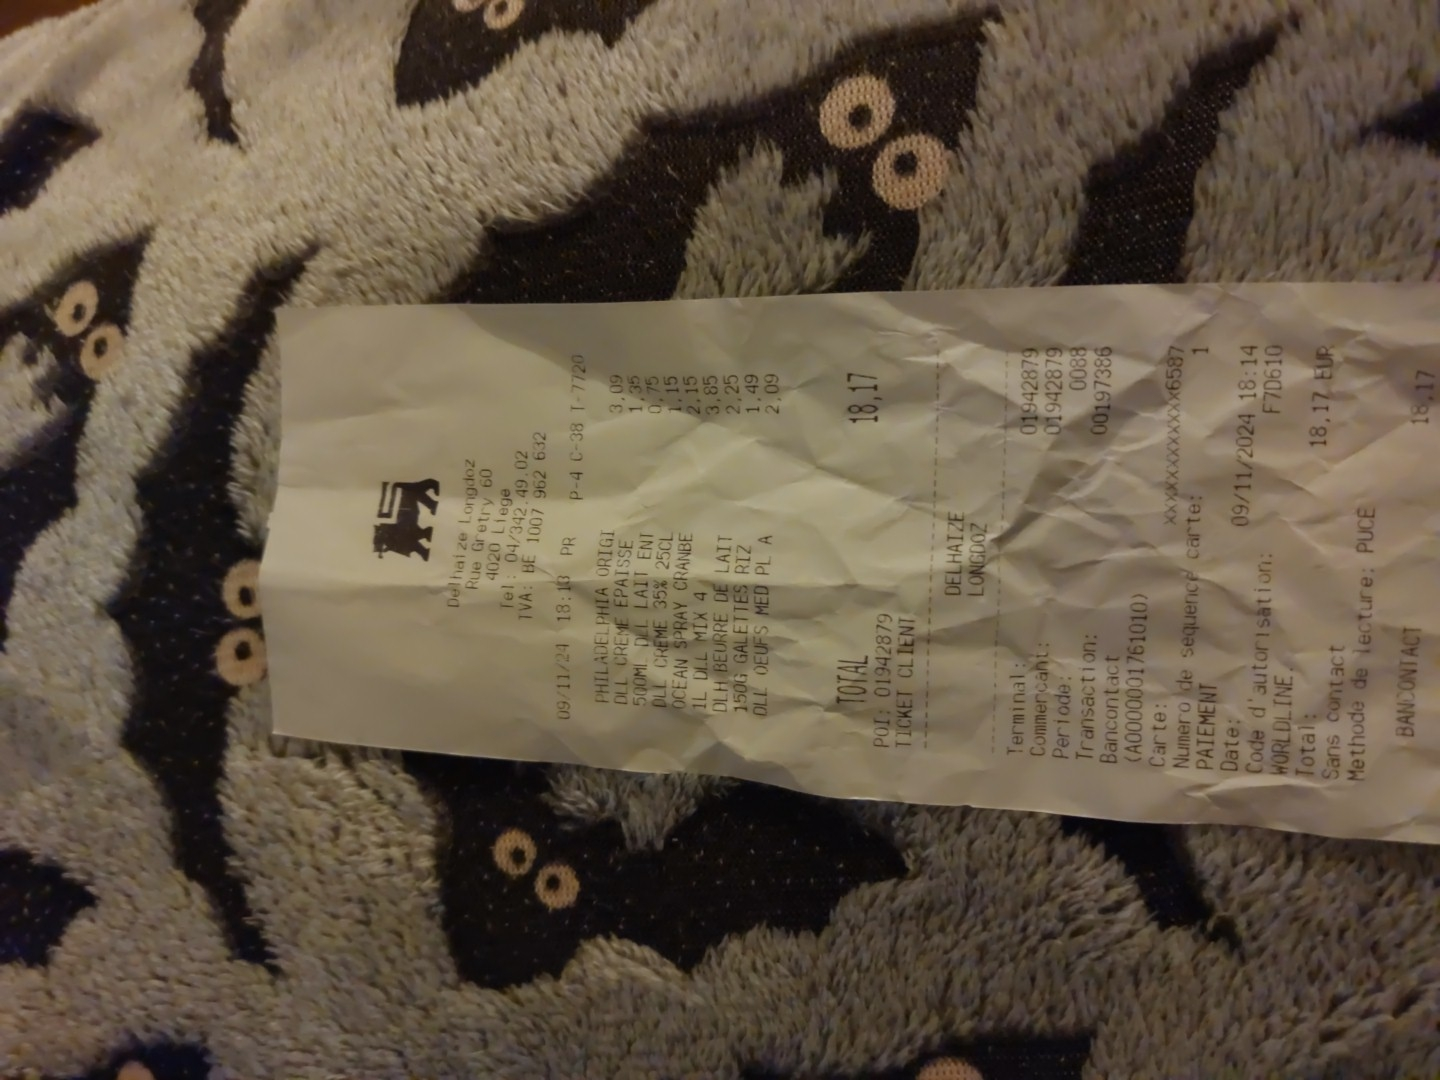 Delhaize Longdoz
Rue Gretry 60
4020 Liege
Tel: 04/342.49.02
TVA: BE 1007 962 632
09/11/24 18:13 PR P-4 C-38 T-7720
PHILADELPHIA ORIGI 3,09
DLL CREME EPAISSE 1,35
500ML DLL LAIT ENT 0,75
DLL CREME 35% 25CL 1,15
OCEAN SPRAY CRANBE 2,15
1L DLL MIX 4 3,85
DLH BEURRE DE LAIT 2,25
150G GALETTES RIZ 1,49
DLL OEUFS MED PL A 2,09
TOTAL 18,17
POI: 01942879
TICKET CLIENT
DELHAIZE
LONGDOZ
Terminal: 01942879
Commercant: 01942879
Periode: 0088
Transaction: 00197386
Bancontact
(A0000001761010)
Carte: xxxxxxxxxxxxx6587
Numero de sequence carte: 1
PAIEMENT
Date: 09/11/2024 18:14
Code d'autorisation: F7D610
WORLDLINE
Total: 18,17 EUR
Sans contact
Methode de lecture: PUCE
BANCONTACT 18,17